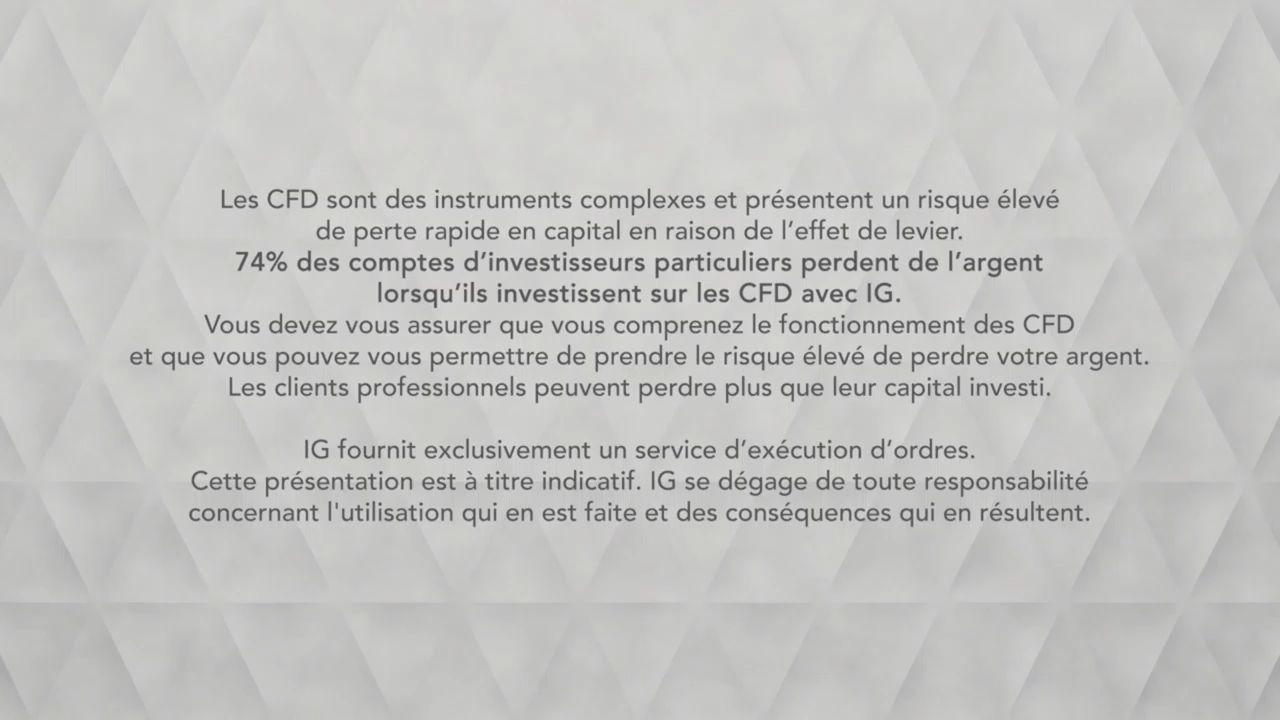 Les CFD sont des instruments complexes et présentent un risque élevé
de perte rapide en capital en raison de l’effet de levier.
74% des comptes d’investisseurs particuliers perdent de l’argent
lorsqu’ils investissent sur les CFD avec IG.
Vous devez vous assurer que vous comprenez le fonctionnement des CFD
et que vous pouvez vous permettre de prendre le risque élevé de perdre votre argent.
Les clients professionnels peuvent perdre plus que leur capital investi.
IG fournit exclusivement un service d’exécution d’ordres.
Cette présentation est à titre indicatif. IG se dégage de toute responsabilité
concernant l'utilisation qui en est faite et des conséquences qui en résultent.